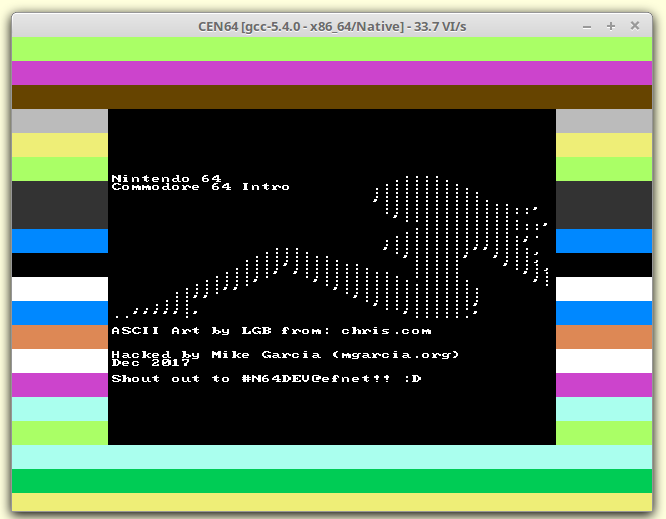 CEN64 [gcc-5.4.0 - x86_64/Native] - 33.7 VI/s
Nintendo 64
Commodore 64 Intro
ASCII Art by LGB from: chris.com
Hacked by Mike Garcia (mgarcia.org)
Dec 2017
Shout out to #N64DEV@efnet!! :D